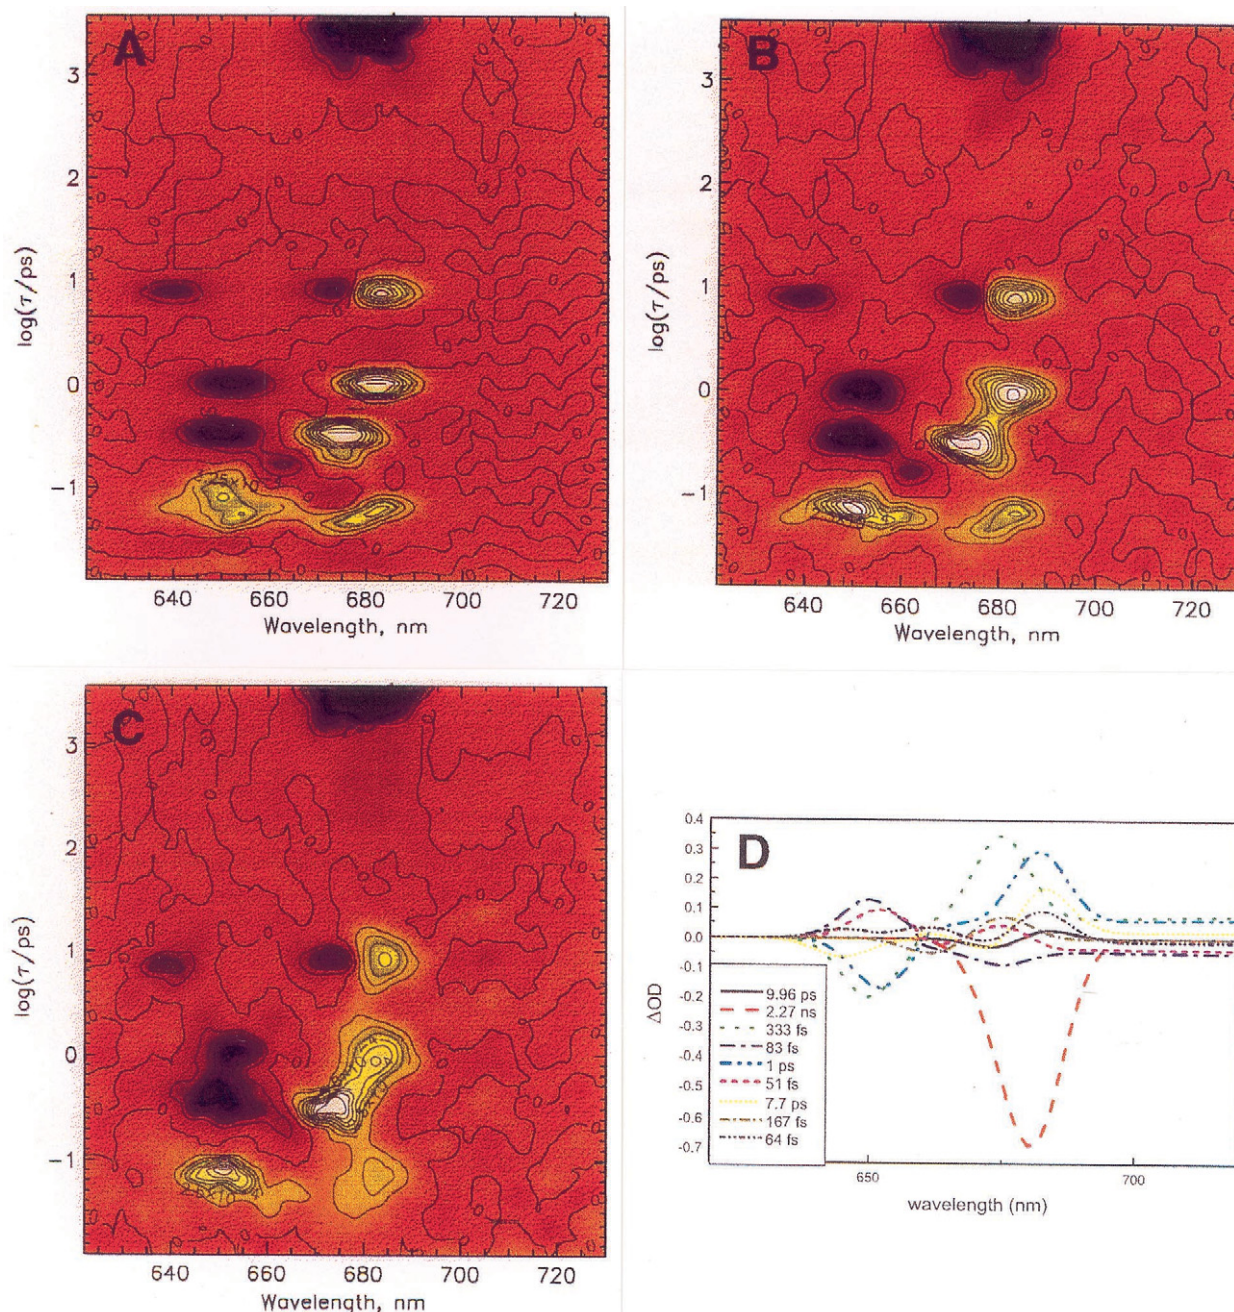 A
log(τ/ps)
3
2
1
0
−1
640 660 680 700 720
Wavelength, nm
B
log(τ/ps)
3
2
1
0
−1
640 660 680 700 720
Wavelength, nm
C
log(τ/ps)
3
2
1
0
−1
640 660 680 700 720
Wavelength, nm
D
ΔOD
0.4
0.3
0.2
0.1
0.0
-0.1
-0.2
-0.3
-0.4
-0.5
-0.6
-0.7
9.96 ps
2.27 ns
333 fs
83 fs
1 ps
51 fs
7.7 ps
167 fs
64 fs
650 700
wavelength (nm)